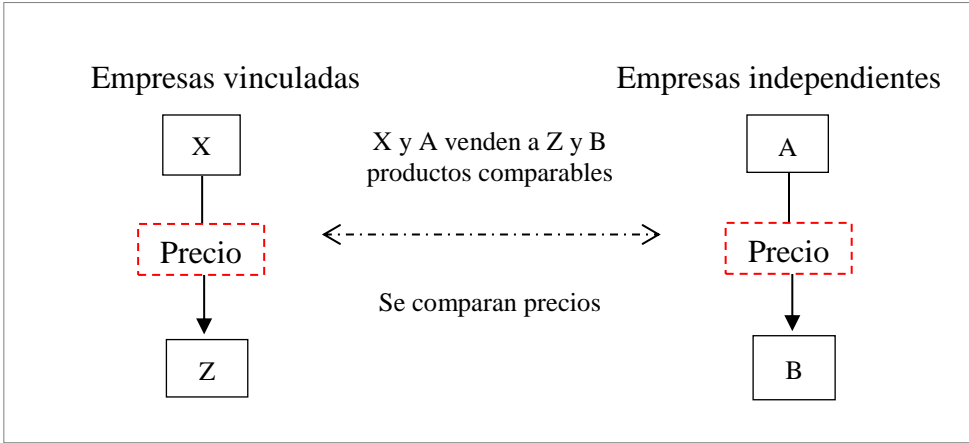 Empresas vinculadas
Empresas independientes
X
A
X y A venden a Z y B
productos comparables
Precio
Precio
Se comparan precios
Z
B